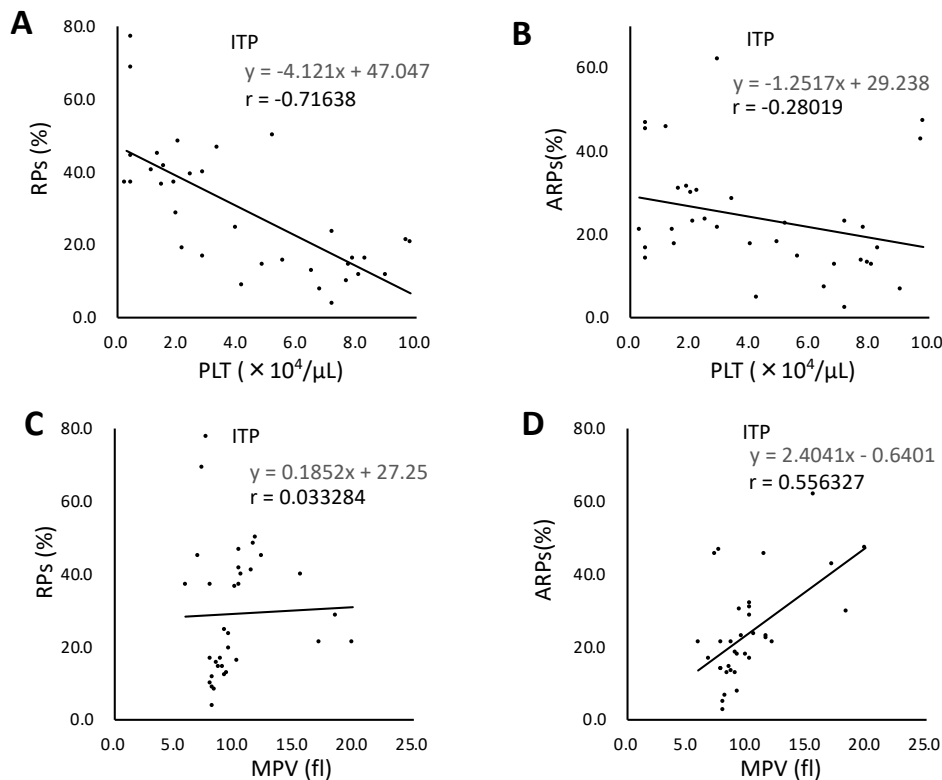 A
ITP
y = -4.121x + 47.047
r = -0.71638
RPs (%)
80.0
60.0
40.0
20.0
0.0
0.0 2.0 4.0 6.0 8.0 10.0
PLT ( × 10⁴/μL)
B
ITP
y = -1.2517x + 29.238
r = -0.28019
ARPs (%)
60.0
40.0
20.0
0.0
0.0 2.0 4.0 6.0 8.0 10.0
PLT ( × 10⁴/μL)
C
ITP
y = 0.1852x + 27.25
r = 0.033284
RPs (%)
80.0
60.0
40.0
20.0
0.0
0.0 5.0 10.0 15.0 20.0 25.0
MPV (fl)
D
ITP
y = 2.4041x - 0.6401
r = 0.556327
ARPs(%)
80.0
60.0
40.0
20.0
0.0
0.0 5.0 10.0 15.0 20.0 25.0
MPV (fl)